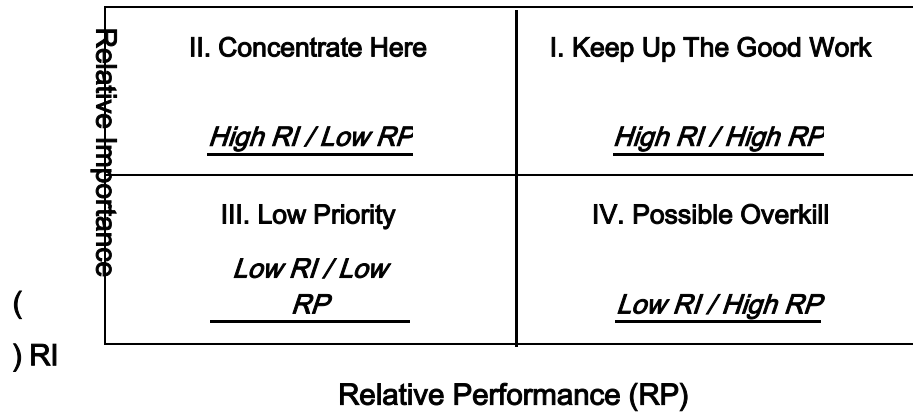 Relative Importance
(
) RI
II. Concentrate Here
High RI / Low RP
I. Keep Up The Good Work
High RI / High RP
III. Low Priority
Low RI / Low
RP
IV. Possible Overkill
Low RI / High RP
Relative Performance (RP)